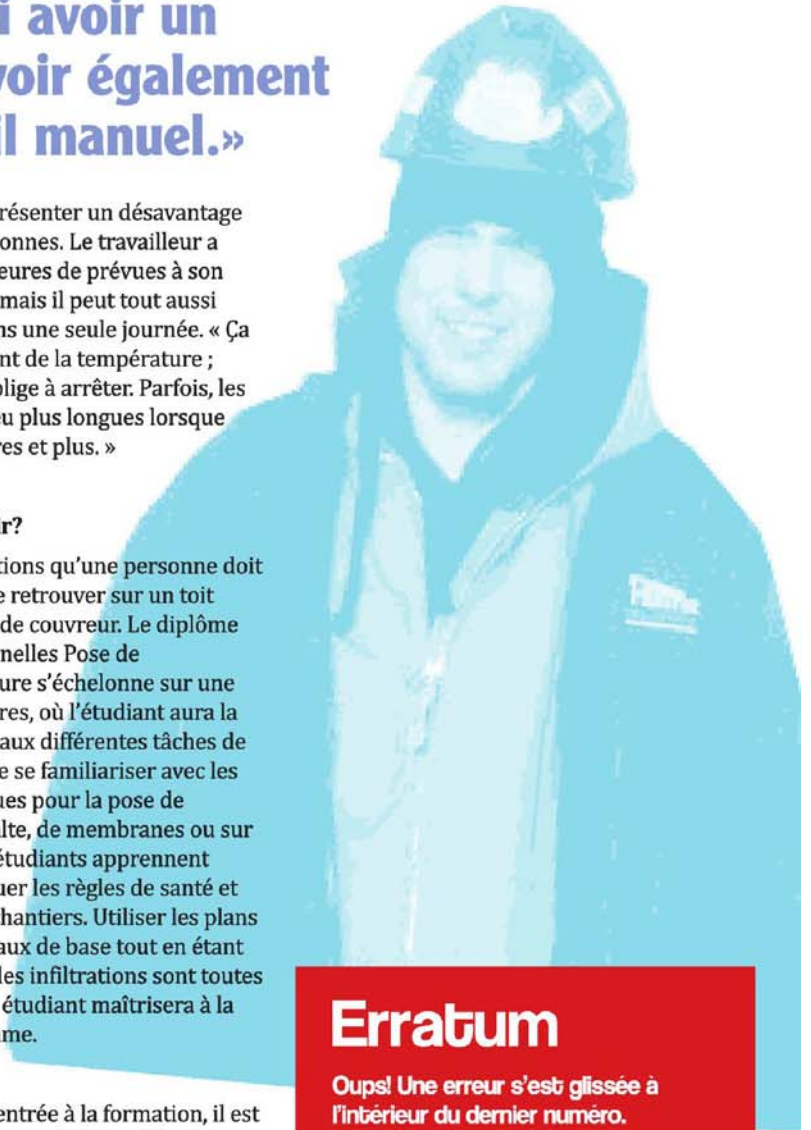 i avoir un
voir également
il manuel.»
résenter un désavantage
onnes. Le travailleur a
eures de prévues à son
mais il peut tout aussi
ns une seule journée. « Ça
nt de la température ;
blige à arrêter. Parfois, les
eu plus longues lorsque
res et plus. »
ir?
tions qu'une personne doit
e retrouver sur un toit
de couvreur. Le diplôme
nelles Pose de
ure s'échelonne sur une
res, où l'étudiant aura la
aux différentes tâches de
e se familiariser avec les
ues pour la pose de
alte, de membranes ou sur
étudiants apprennent
uer les règles de santé et
hantiers. Utiliser les plans
aux de base tout en étant
les infiltrations sont toutes
étudiant maîtrisera à la
me.
entrée à la formation, il est
Erratum
Oups! Une erreur s'est glissée à
l'intérieur du dernier numéro.